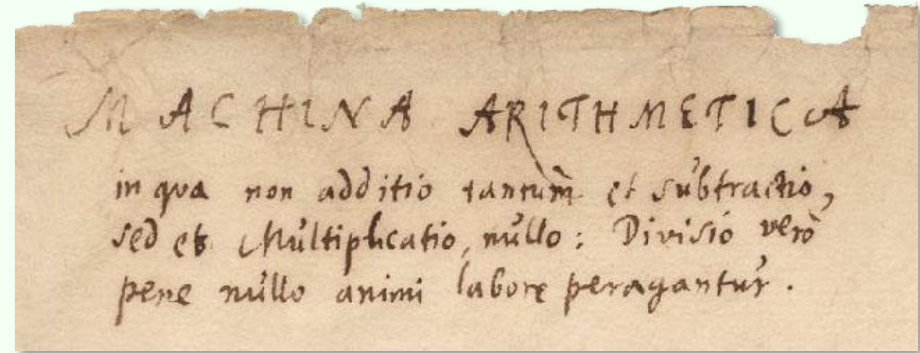 MACHINA ARITHMETICA
in qua non additio tantum et subtractio,
sed et Multiplicatio, nullo: Divisio verò
pene nullo animi labore peragantur.